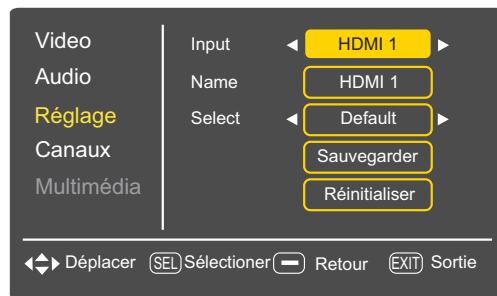 Video
Audio
Réglage
Canaux
Multimédia
Input HDMI 1
Name HDMI 1
Select Default
Sauvegarder
Réinitialiser
Déplacer SEL Sélectioner Retour EXIT Sortie